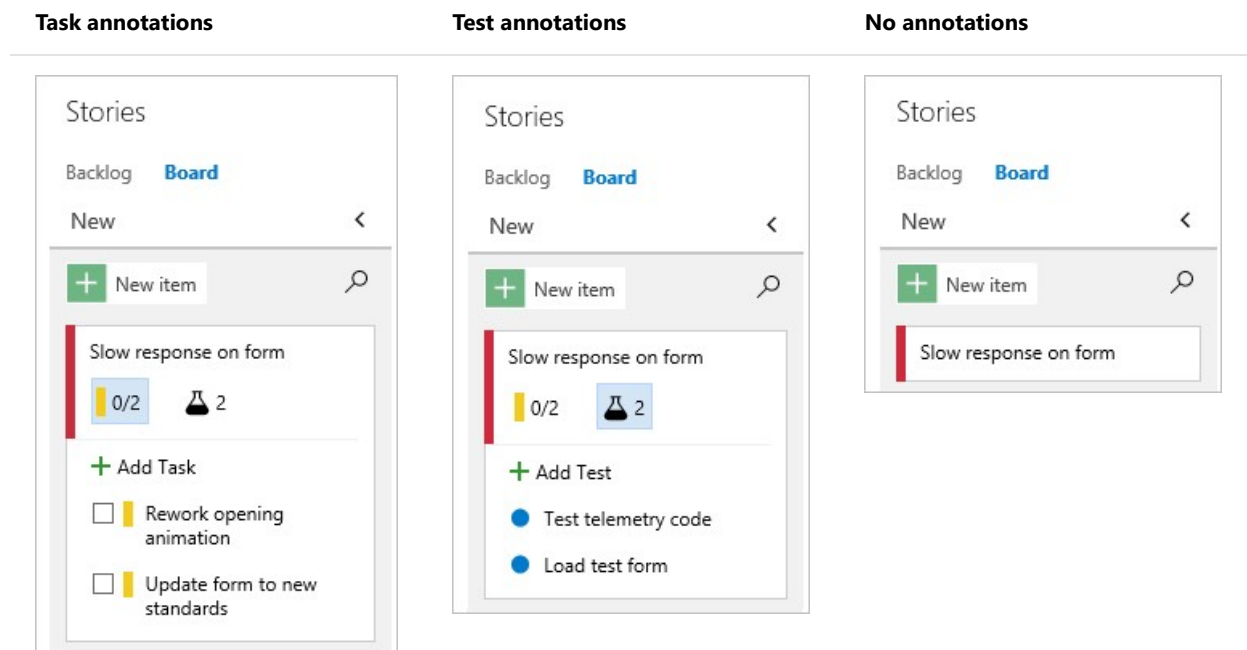 Task annotations
Test annotations
No annotations
Stories
Backlog Board
New
New item
Slow response on form
0/2 2
Add Task
Rework opening
animation
Update form to new
standards
Stories
Backlog Board
New
New item
Slow response on form
0/2 2
Add Test
Test telemetry code
Load test form
Stories
Backlog Board
New
New item
Slow response on form